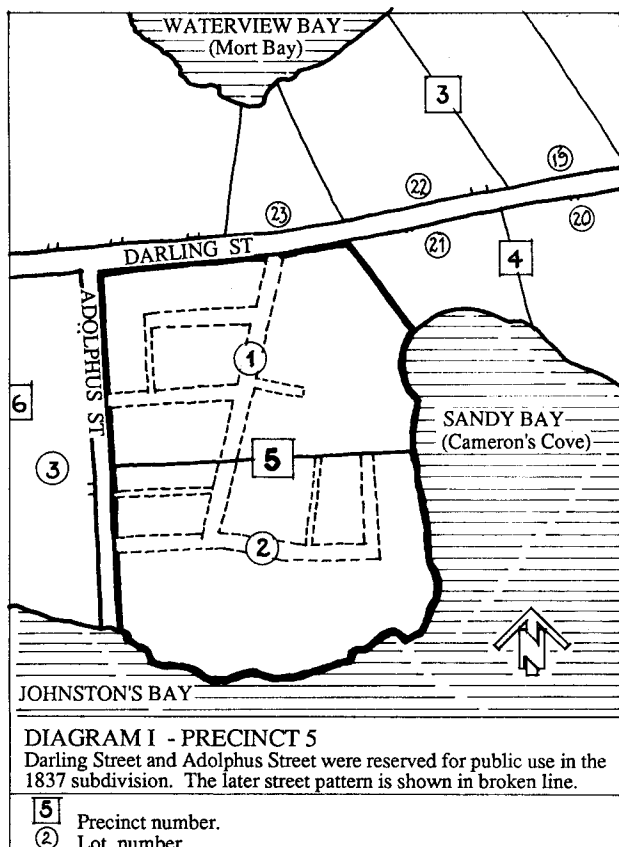 WATERVIEW BAY
(Mort Bay)
3
19
22
23
20
21
DARLING ST
4
ADOLPHUS ST
1
6
SANDY BAY
(Cameron's Cove)
3
5
2
N
JOHNSTON'S BAY
DIAGRAM I - PRECINCT 5
Darling Street and Adolphus Street were reserved for public use in the
1837 subdivision. The later street pattern is shown in broken line.
5 Precinct number.
2 Lot number